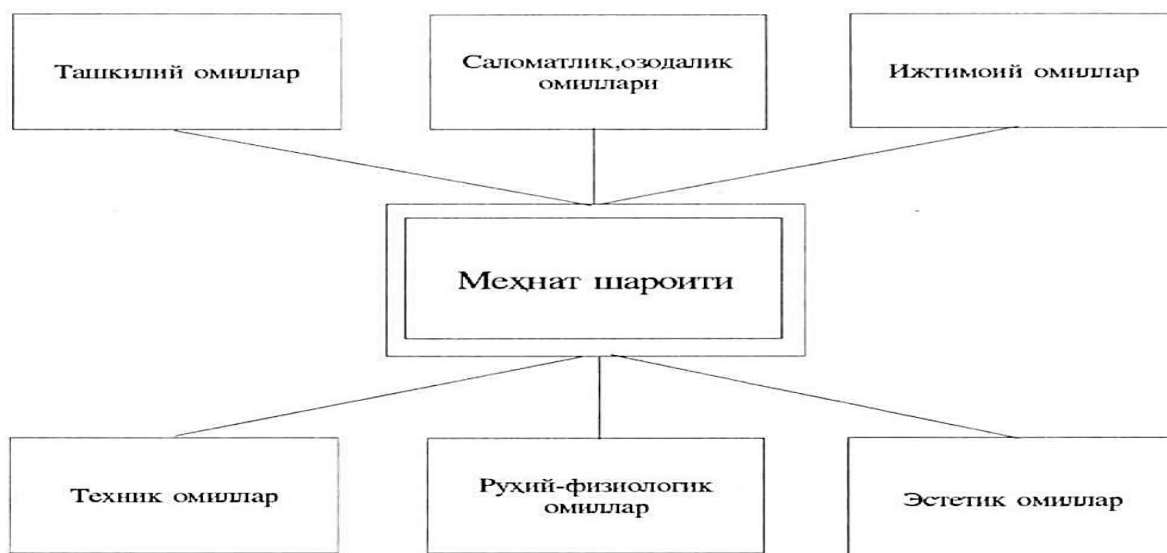 Ташкилий омиллар
Саломатлик,озодалик
омиллари
Ижтимоий омиллар
Меҳнат шароити
Техник омиллар
Руҳий-физиологик
омиллар
Эстетик омиллар